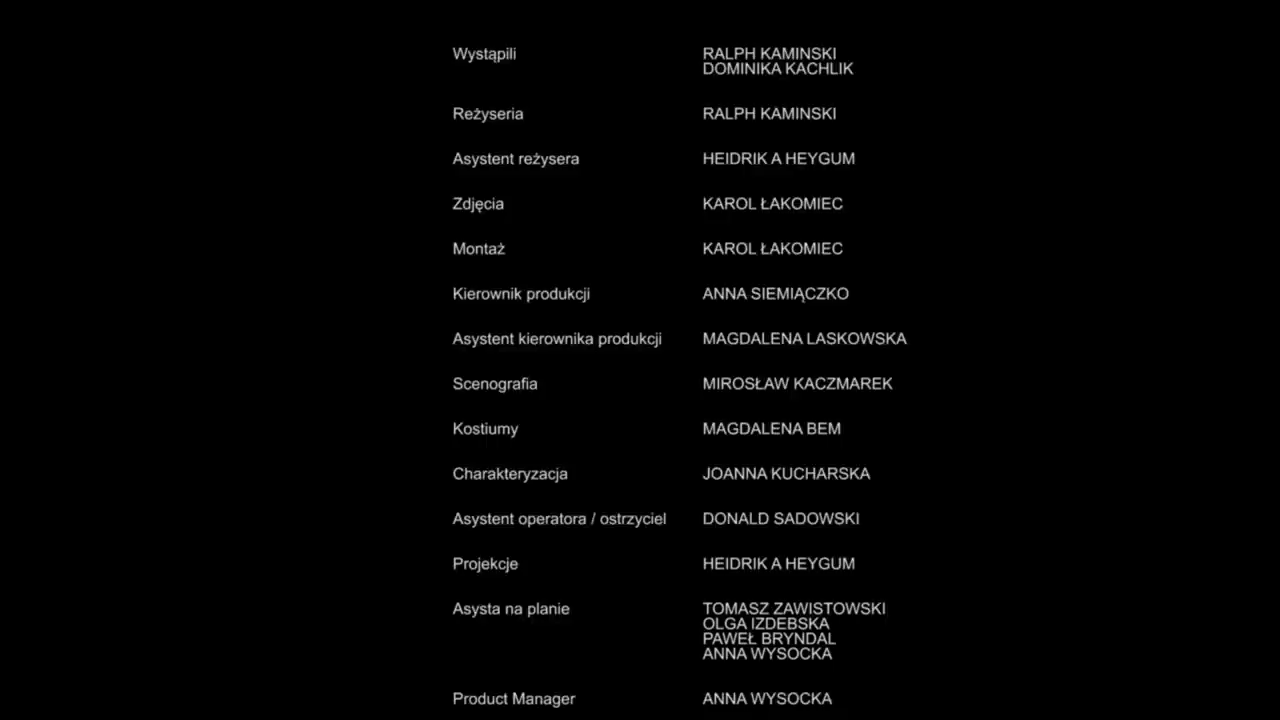 Wystąpili RALPH KAMINSKI
DOMINIKA KACHLIK
Reżyseria RALPH KAMINSKI
Asystent reżysera HEIDRIK A HEYGUM
Zdjęcia KAROL ŁAKOMIEC
Montaż KAROL ŁAKOMIEC
Kierownik produkcji ANNA SIEMIĄCZKO
Asystent kierownika produkcji MAGDALENA LASKOWSKA
Scenografia MIROSŁAW KACZMAREK
Kostiumy MAGDALENA BEM
Charakteryzacja JOANNA KUCHARSKA
Asystent operatora / ostrzyciel DONALD SADOWSKI
Projekcje HEIDRIK A HEYGUM
Asysta na planie TOMASZ ZAWISTOWSKI
OLGA IZDEBSKA
PAWEŁ BRYNDAL
ANNA WYSOCKA
Product Manager ANNA WYSOCKA